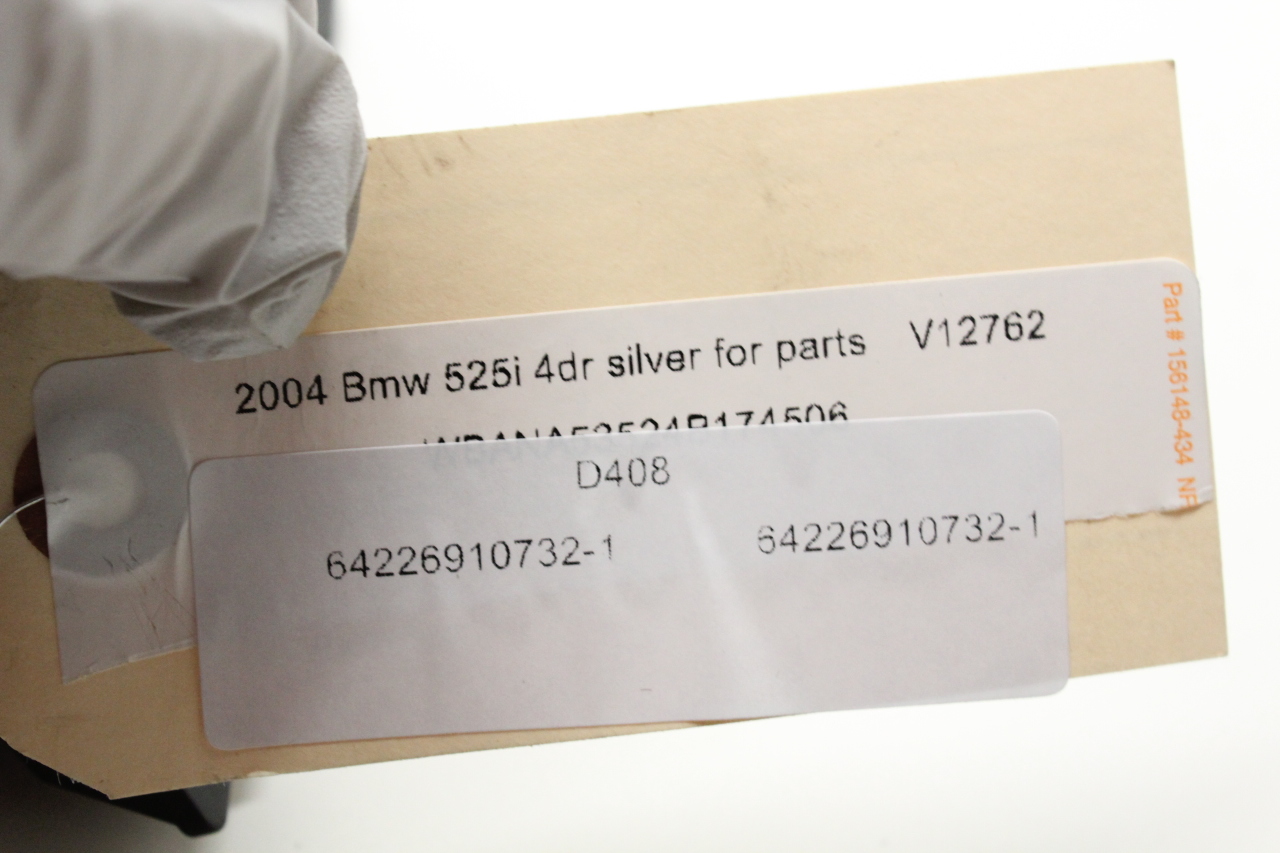 2004 Bmw 525i 4dr silver for parts V12762
D408
64226910732-1 64226910732-1
Part # 156148-434 NF